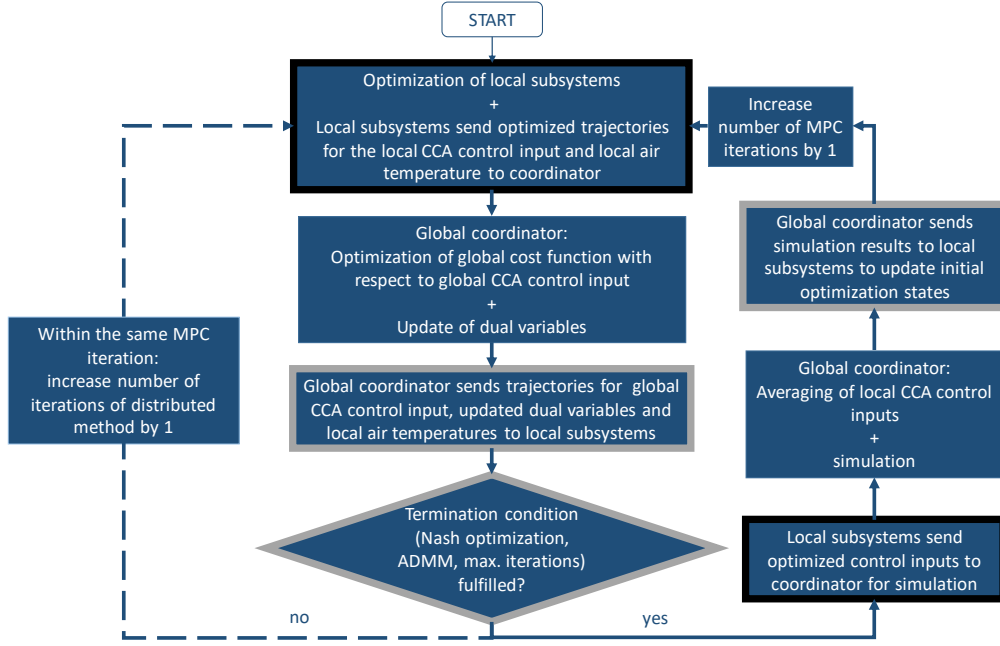 START
Optimization of local subsystems
+
Local subsystems send optimized trajectories
for the local CCA control input and local air
temperature to coordinator
Increase
number of MPC
iterations by 1
Global coordinator:
Optimization of global cost function with
respect to global CCA control input
+
Update of dual variables
Global coordinator sends
simulation results to local
subsystems to update initial
optimization states
Within the same MPC
iteration:
increase number of
iterations of distributed
method by 1
Global coordinator sends trajectories for global
CCA control input, updated dual variables and
local air temperatures to local subsystems
Global coordinator:
Averaging of local CCA control
inputs
+
simulation
Termination condition
(Nash optimization,
ADMM, max. iterations)
fulfilled?
Local subsystems send
optimized control inputs to
coordinator for simulation
no
yes